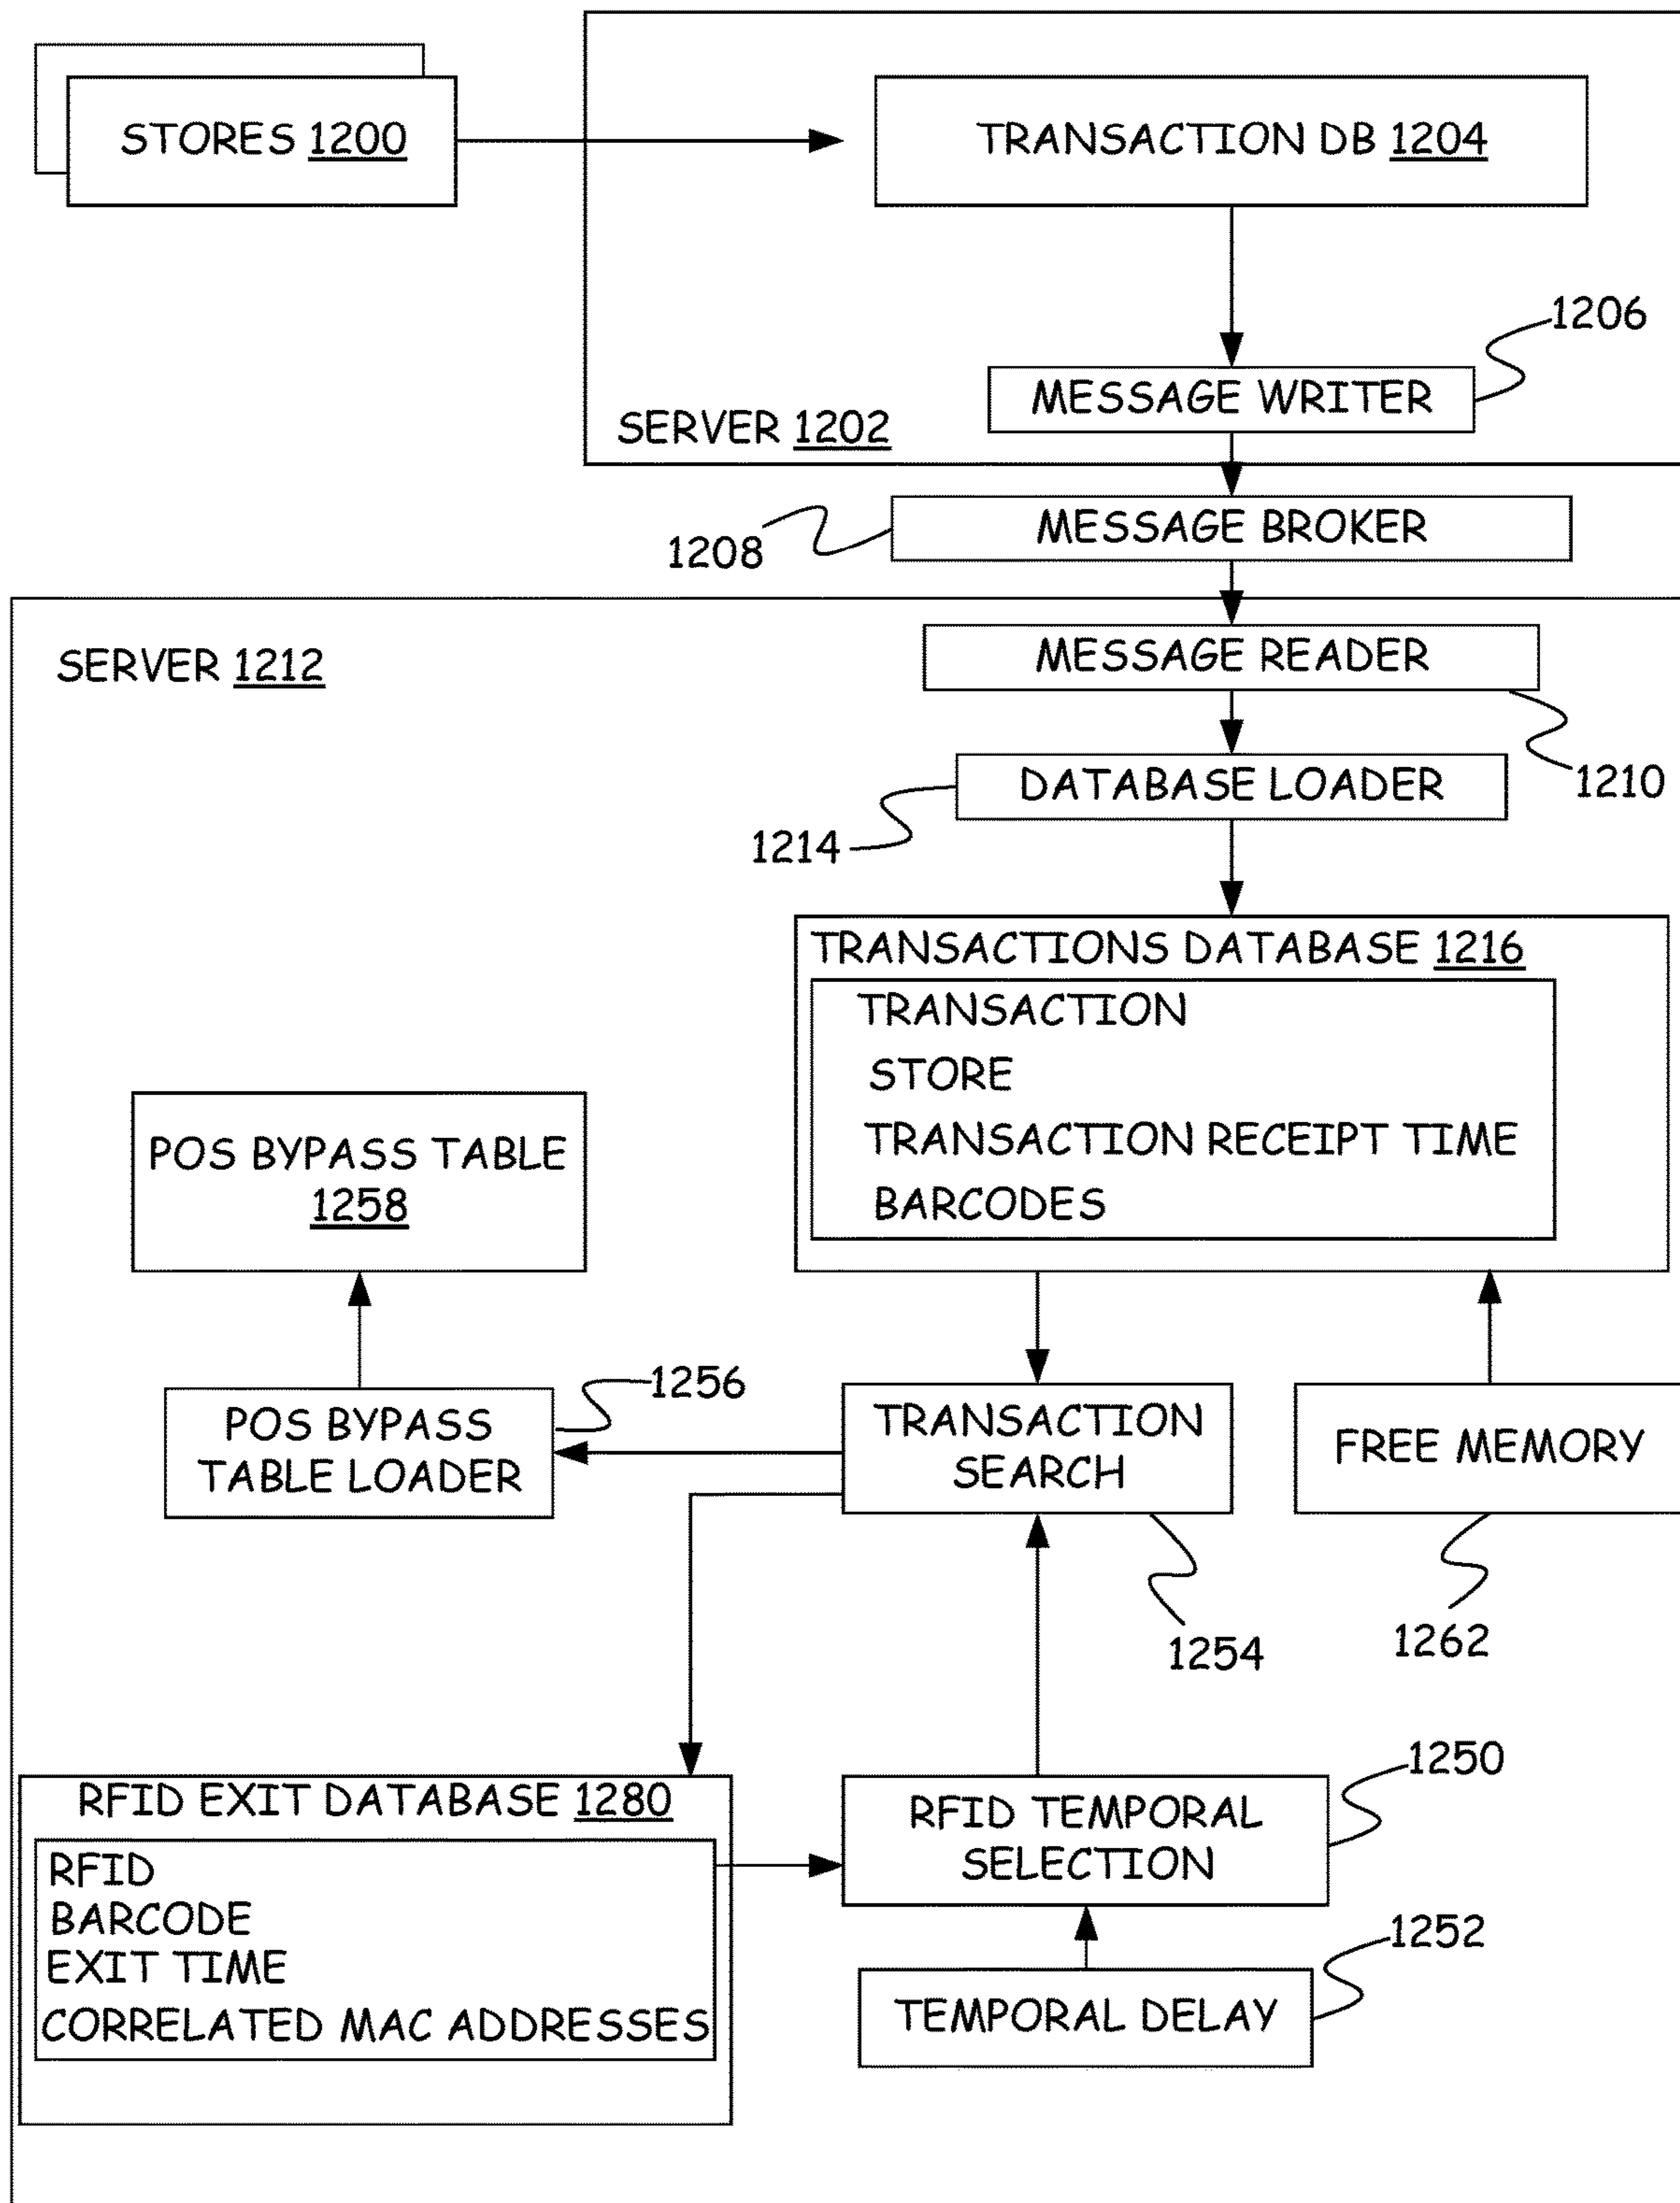 STORES 1200
TRANSACTION DB 1204
1206
MESSAGE WRITER
SERVER 1202
MESSAGE BROKER
1208
MESSAGE READER
SERVER 1212
1210
DATABASE LOADER
1214
TRANSACTIONS DATABASE 1216
TRANSACTION
STORE
TRANSACTION RECEIPT TIME
BARCODES
POS BYPASS TABLE
1258
1256
POS BYPASS
TABLE LOADER
TRANSACTION
SEARCH
FREE MEMORY
1254
1262
1250
RFID EXIT DATABASE 1280
RFID
BARCODE
EXIT TIME
CORRELATED MAC ADDRESSES
RFID TEMPORAL
SELECTION
1252
TEMPORAL DELAY